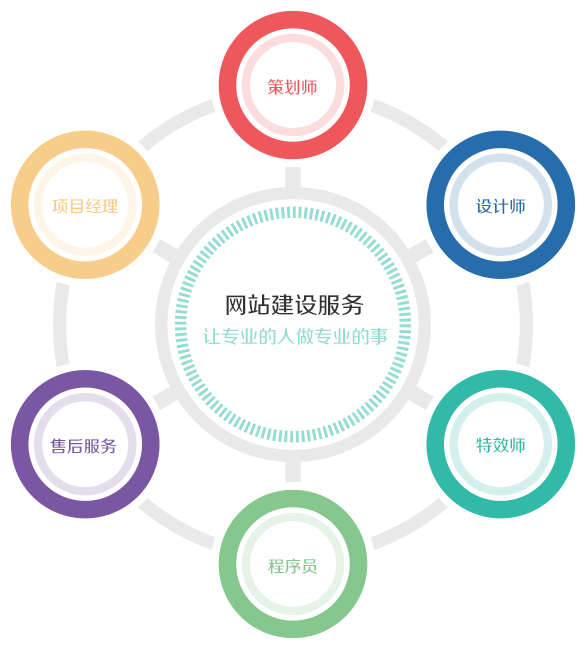 策划师
项目经理
设计师
网站建设服务
让专业的人做专业的事
售后服务
特效师
程序员